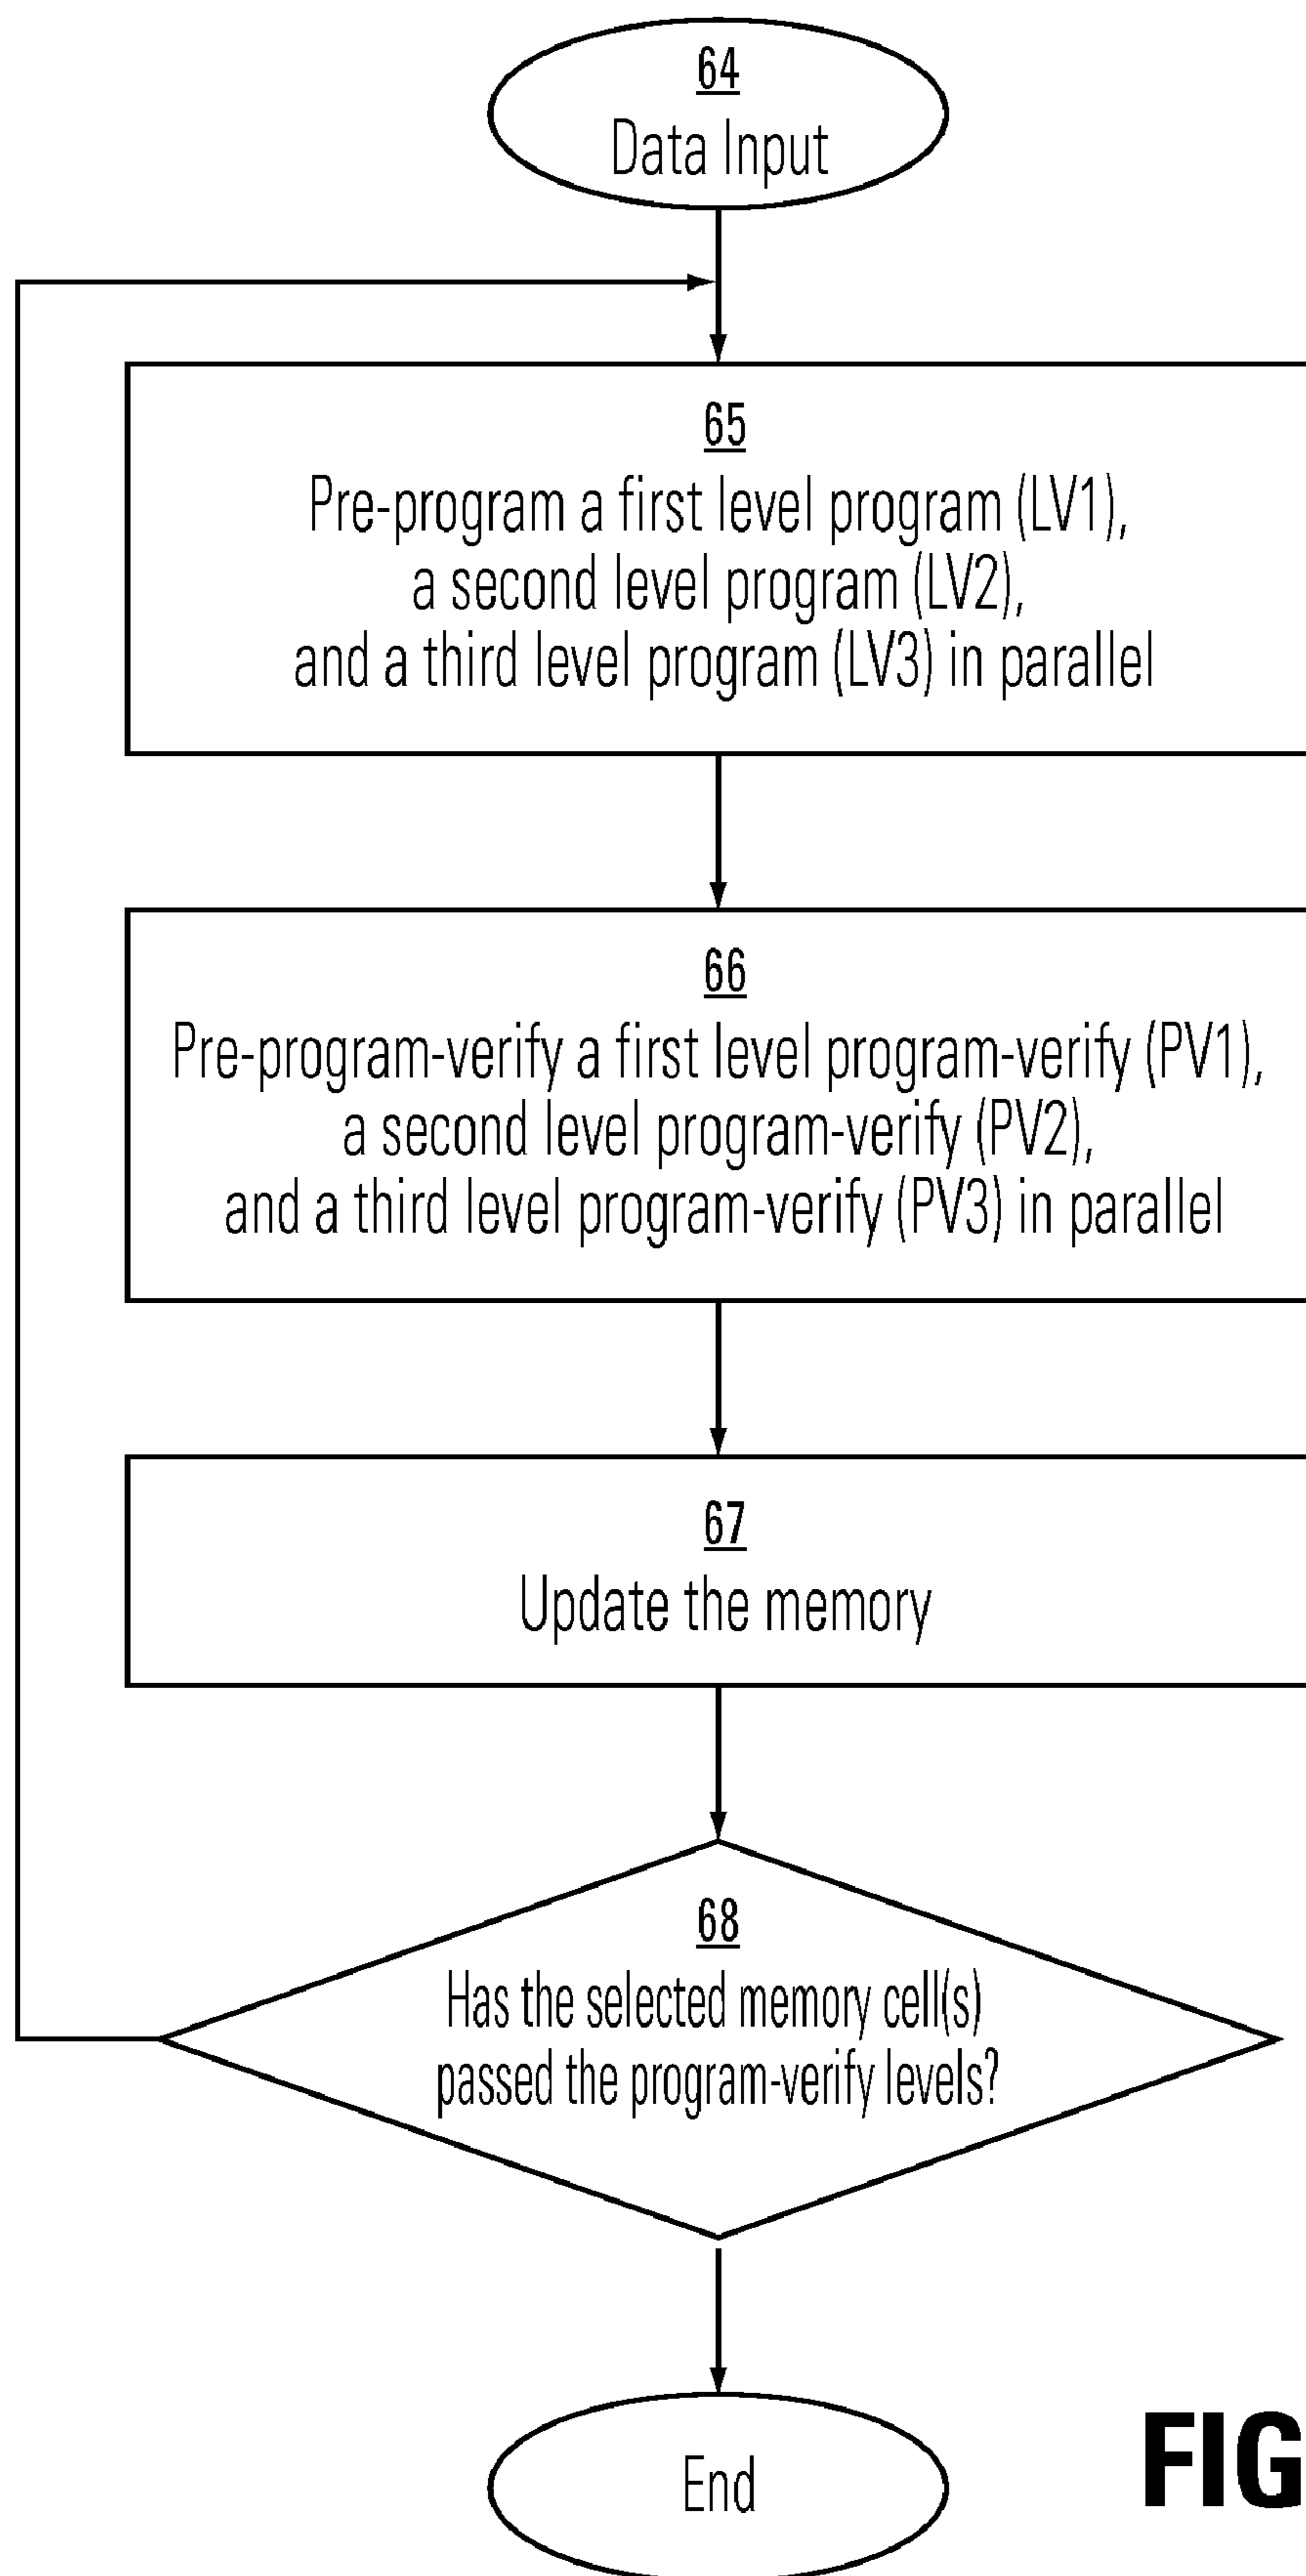 64
Data Input
65
Pre-program a first level program (LV1),
a second level program (LV2),
and a third level program (LV3) in parallel
66
Pre-program-verify a first level program-verify (PV1),
a second level program-verify (PV2),
and a third level program-verify (PV3) in parallel
67
Update the memory
68
Has the selected memory cell(s)
passed the program-verify levels?
End
FIG